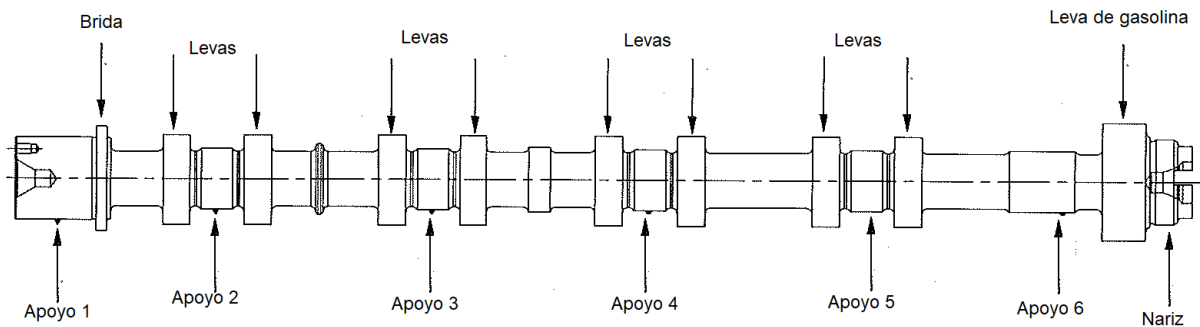 Brida
Levas
Levas
Levas
Levas
Leva de gasolina
Apoyo 1
Apoyo 2
Apoyo 3
Apoyo 4
Apoyo 5
Apoyo 6
Nariz